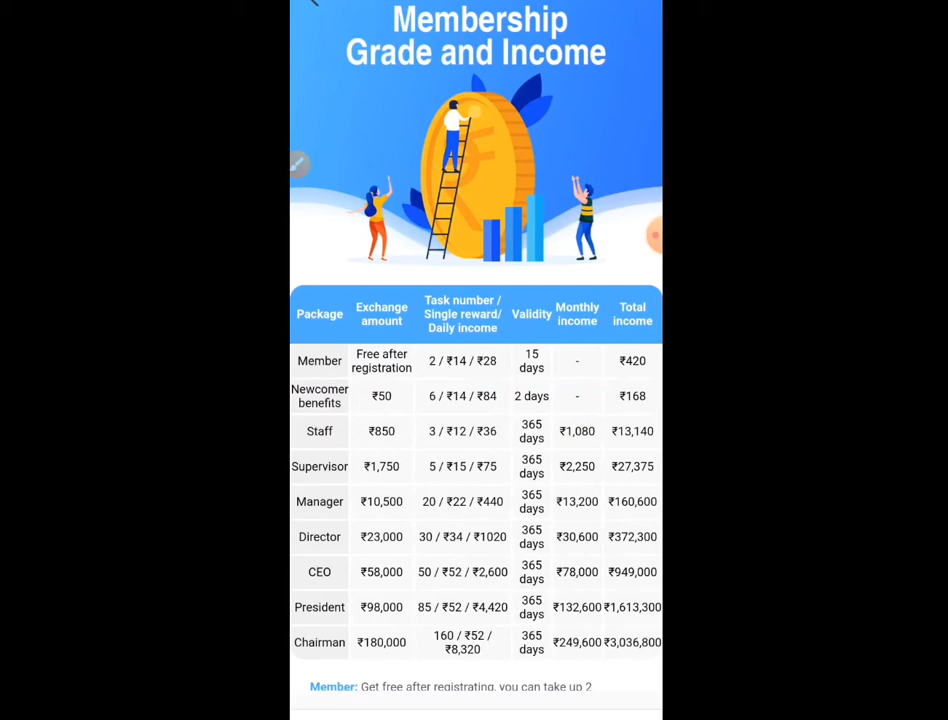 Membership
Grade and Income
Package Exchange amount Task number / Single reward/ Daily income Validity Monthly income Total income
Member Free after registration 2 / ₹14 / ₹28 15 days - ₹420
Newcomer benefits ₹50 6 / ₹14 / ₹84 2 days - ₹168
Staff ₹850 3 / ₹12 / ₹36 365 days ₹1,080 ₹13,140
Supervisor ₹1,750 5 / ₹15 / ₹75 365 days ₹2,250 ₹27,375
Manager ₹10,500 20 / ₹22 / ₹440 365 days ₹13,200 ₹160,600
Director ₹23,000 30 / ₹34 / ₹1020 365 days ₹30,600 ₹372,300
CEO ₹58,000 50 / ₹52 / ₹2,600 365 days ₹78,000 ₹949,000
President ₹98,000 85 / ₹52 / ₹4,420 365 days ₹132,600 ₹1,613,300
Chairman ₹180,000 160 / ₹52 / ₹8,320 365 days ₹249,600 ₹3,036,800
Member: Get free after registrating, you can take up 2